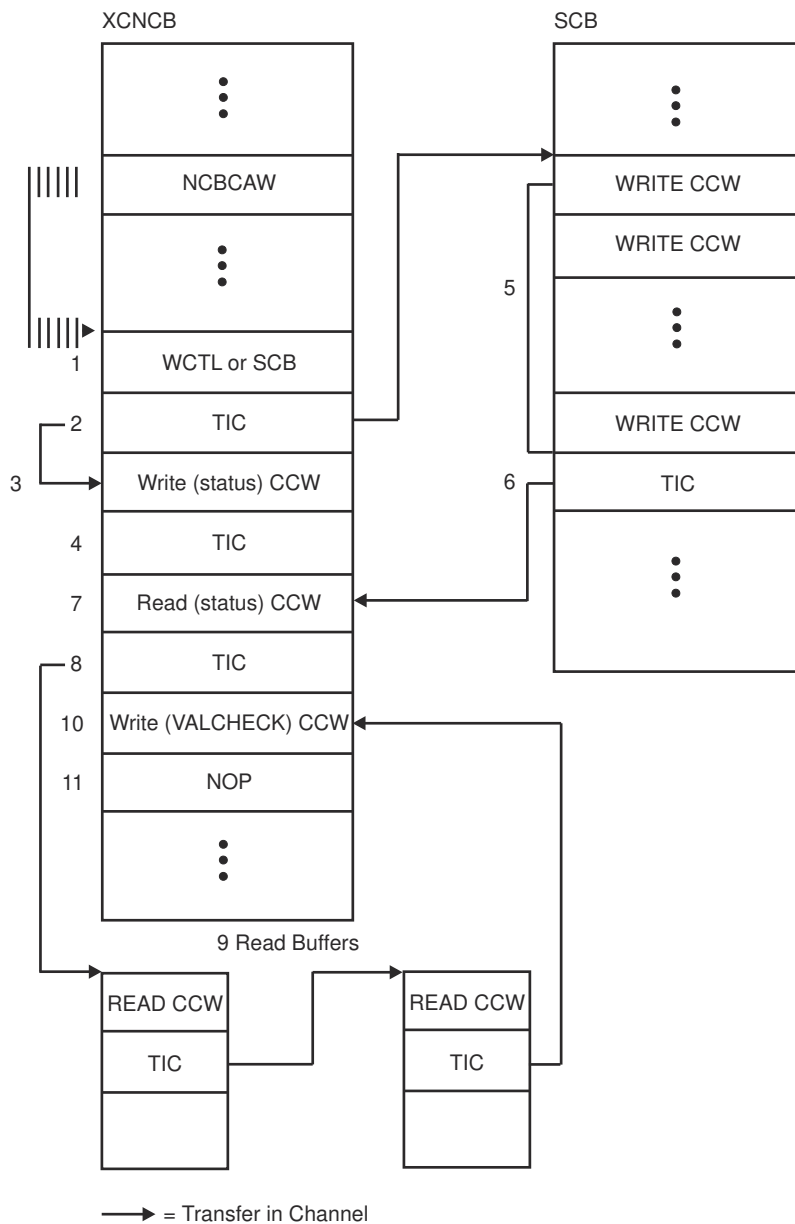 XCNCB
SCB
NCBCAW
WRITE CCW
WRITE CCW
5
1 WCTL or SCB
2 TIC
WRITE CCW
3 Write (status) CCW
6 TIC
4 TIC
7 Read (status) CCW
8 TIC
10 Write (VALCHECK) CCW
11 NOP
9 Read Buffers
READ CCW
READ CCW
TIC
TIC
= Transfer in Channel